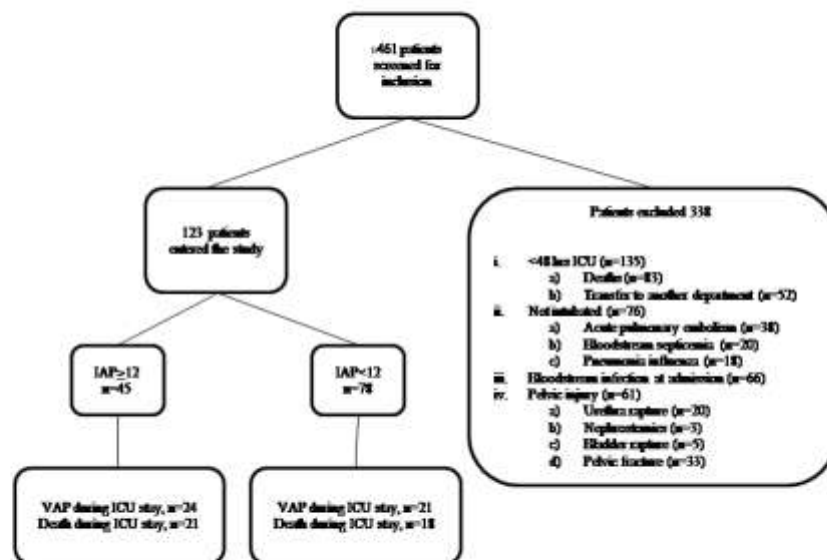 461 patients
screened for
inclusion
123 patients
entered the study
Patients excluded 338
i. <48 hrs ICU (n=135)
a) Deaths (n=83)
b) Transfer to another department (n=52)
ii. Not intubated (n=76)
a) Acute pulmonary embolism (n=38)
b) Bloodstream septicemia (n=20)
c) Pneumonia influenza (n=18)
iii. Bloodstream infection at admission (n=66)
iv. Pelvic injury (n=61)
a) Urethra rapture (n=20)
b) Nephrostomies (n=3)
c) Bladder rapture (n=5)
d) Pelvic fracture (n=33)
IAP≥12
n=45
IAP<12
n=78
VAP during ICU stay, n=24
Death during ICU stay, n=21
VAP during ICU stay, n=21
Death during ICU stay, n=18